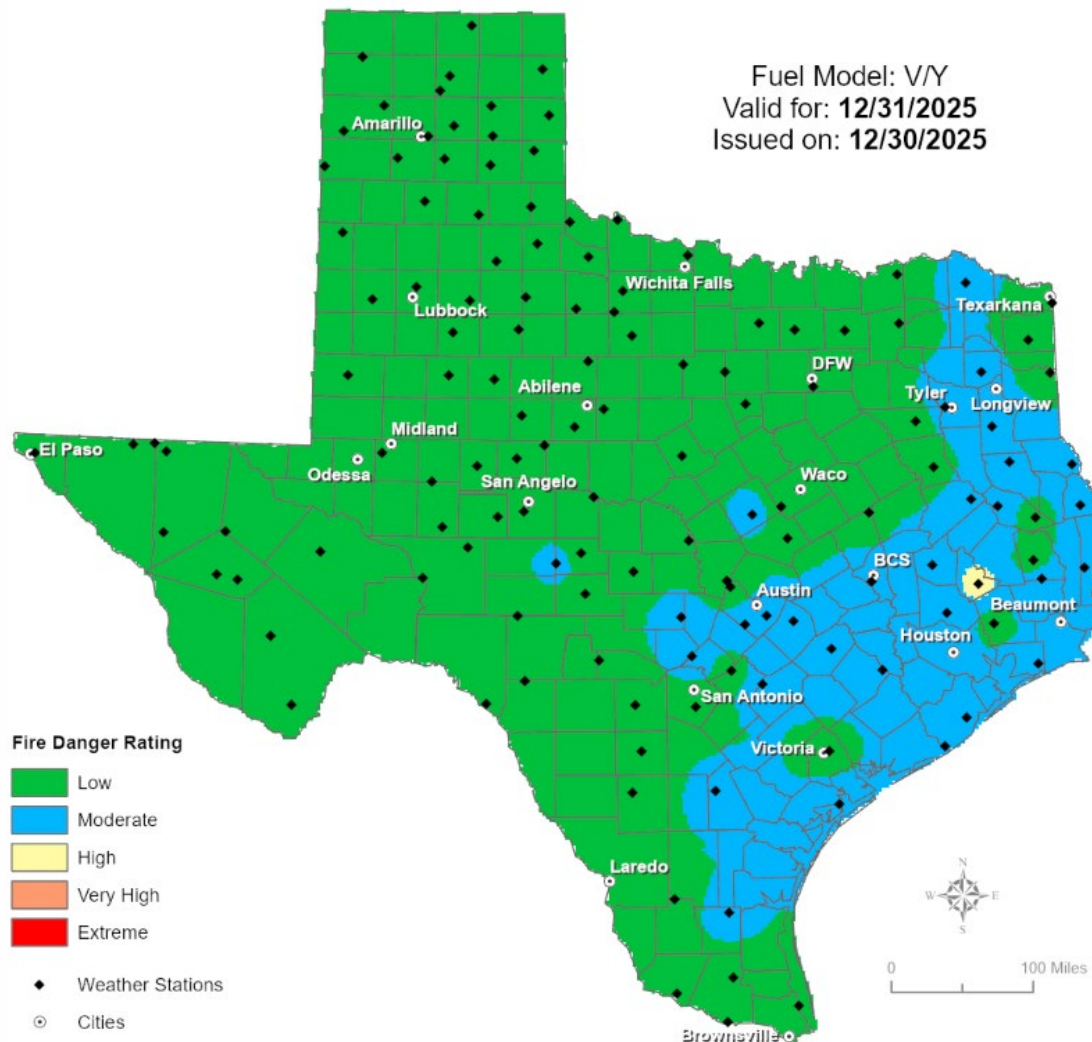 Fuel Model: V/Y
Valid for: 12/31/2025
Issued on: 12/30/2025
Amarillo
Wichita Falls
Lubbock
Texarkana
DFW
Abilene
Tyler
Longview
Midland
El Paso
Odessa
San Angelo
Waco
BCS
Austin
Beaumont
Houston
San Antonio
Victoria
Laredo
Brownsville
Fire Danger Rating
Low
Moderate
High
Very High
Extreme
Weather Stations
Cities
N
W E
S
0 100 Miles